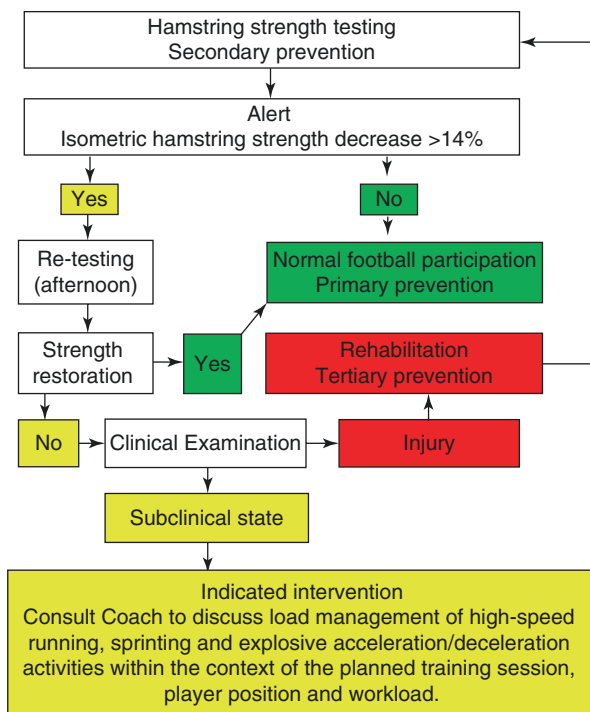 Hamstring strength testing
Secondary prevention
Alert
Isometric hamstring strength decrease >14%
Yes
No
Re-testing
(afternoon)
Normal football participation
Primary prevention
Strength
restoration
Yes
Rehabilitation
Tertiary prevention
No
Clinical Examination
Injury
Subclinical state
Indicated intervention
Consult Coach to discuss load management of high-speed
running, sprinting and explosive acceleration/deceleration
activities within the context of the planned training session,
player position and workload.